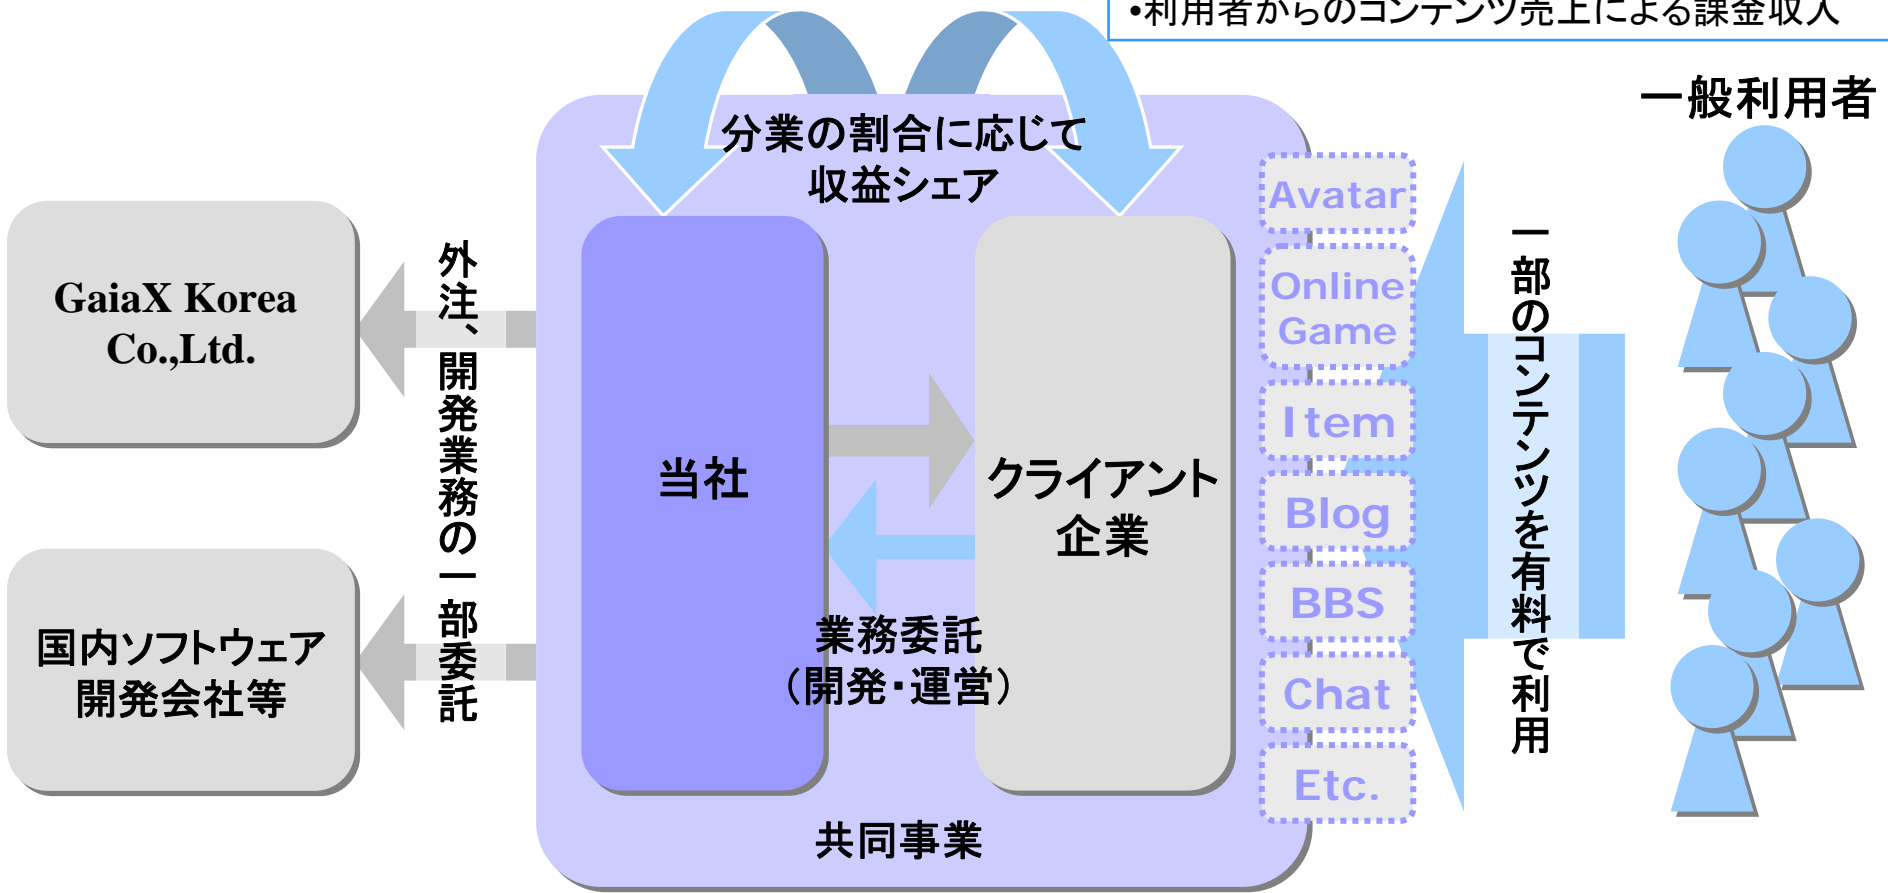 •利用者からのコンテンツ売上による課金収入
一般利用者
分業の割合に応じて
収益シェア
GaiaX Korea
Co.,Ltd.
国内ソフトウェア
開発会社等
外注、開発業務の一部委託
当社
クライアント
企業
業務委託
（開発・運営）
共同事業
Avatar
Online
Game
Item
Blog
BBS
Chat
Etc.
一部のコンテンツを有料で利用